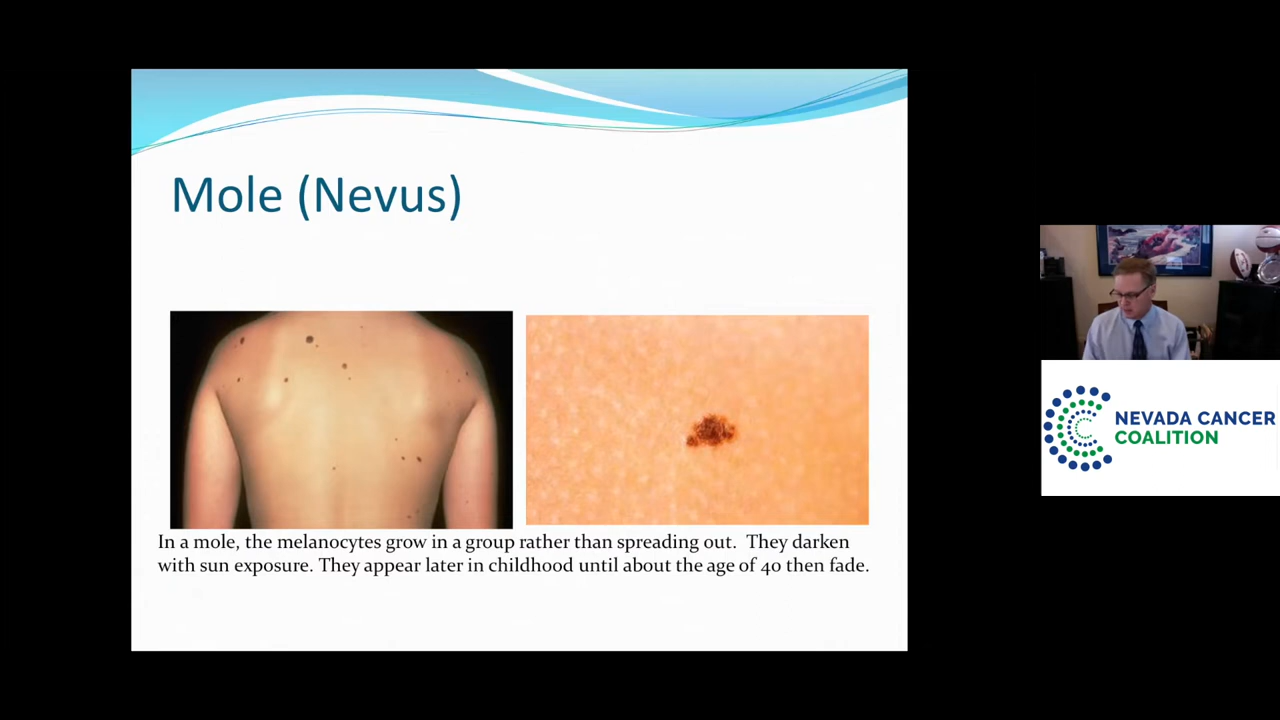 Mole (Nevus)
In a mole, the melanocytes grow in a group rather than spreading out.  They darken
with sun exposure. They appear later in childhood until about the age of 40 then fade.
NEVADA CANCER
COALITION